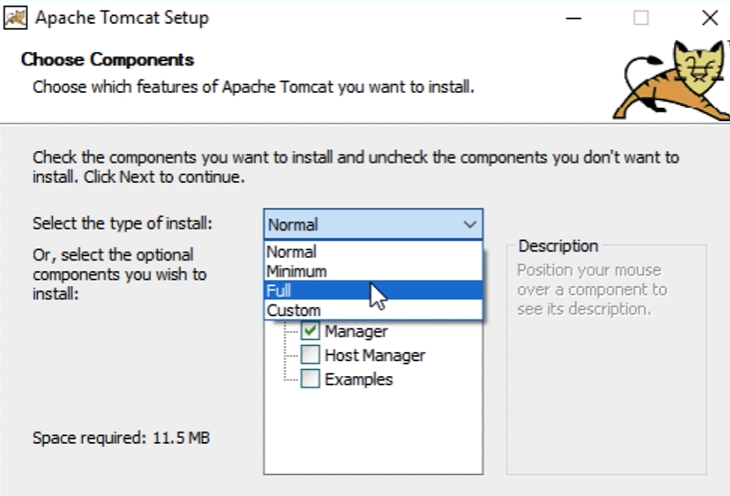 Apache Tomcat Setup
Choose Components
Choose which features of Apache Tomcat you want to install.
Check the components you want to install and uncheck the components you don't want to
install. Click Next to continue.
Select the type of install:
Normal
Or, select the optional
components you wish to
install:
Normal
Minimum
Full
Custom
Manager
Host Manager
Examples
Description
Position your mouse
over a component to
see its description.
Space required: 11.5 MB